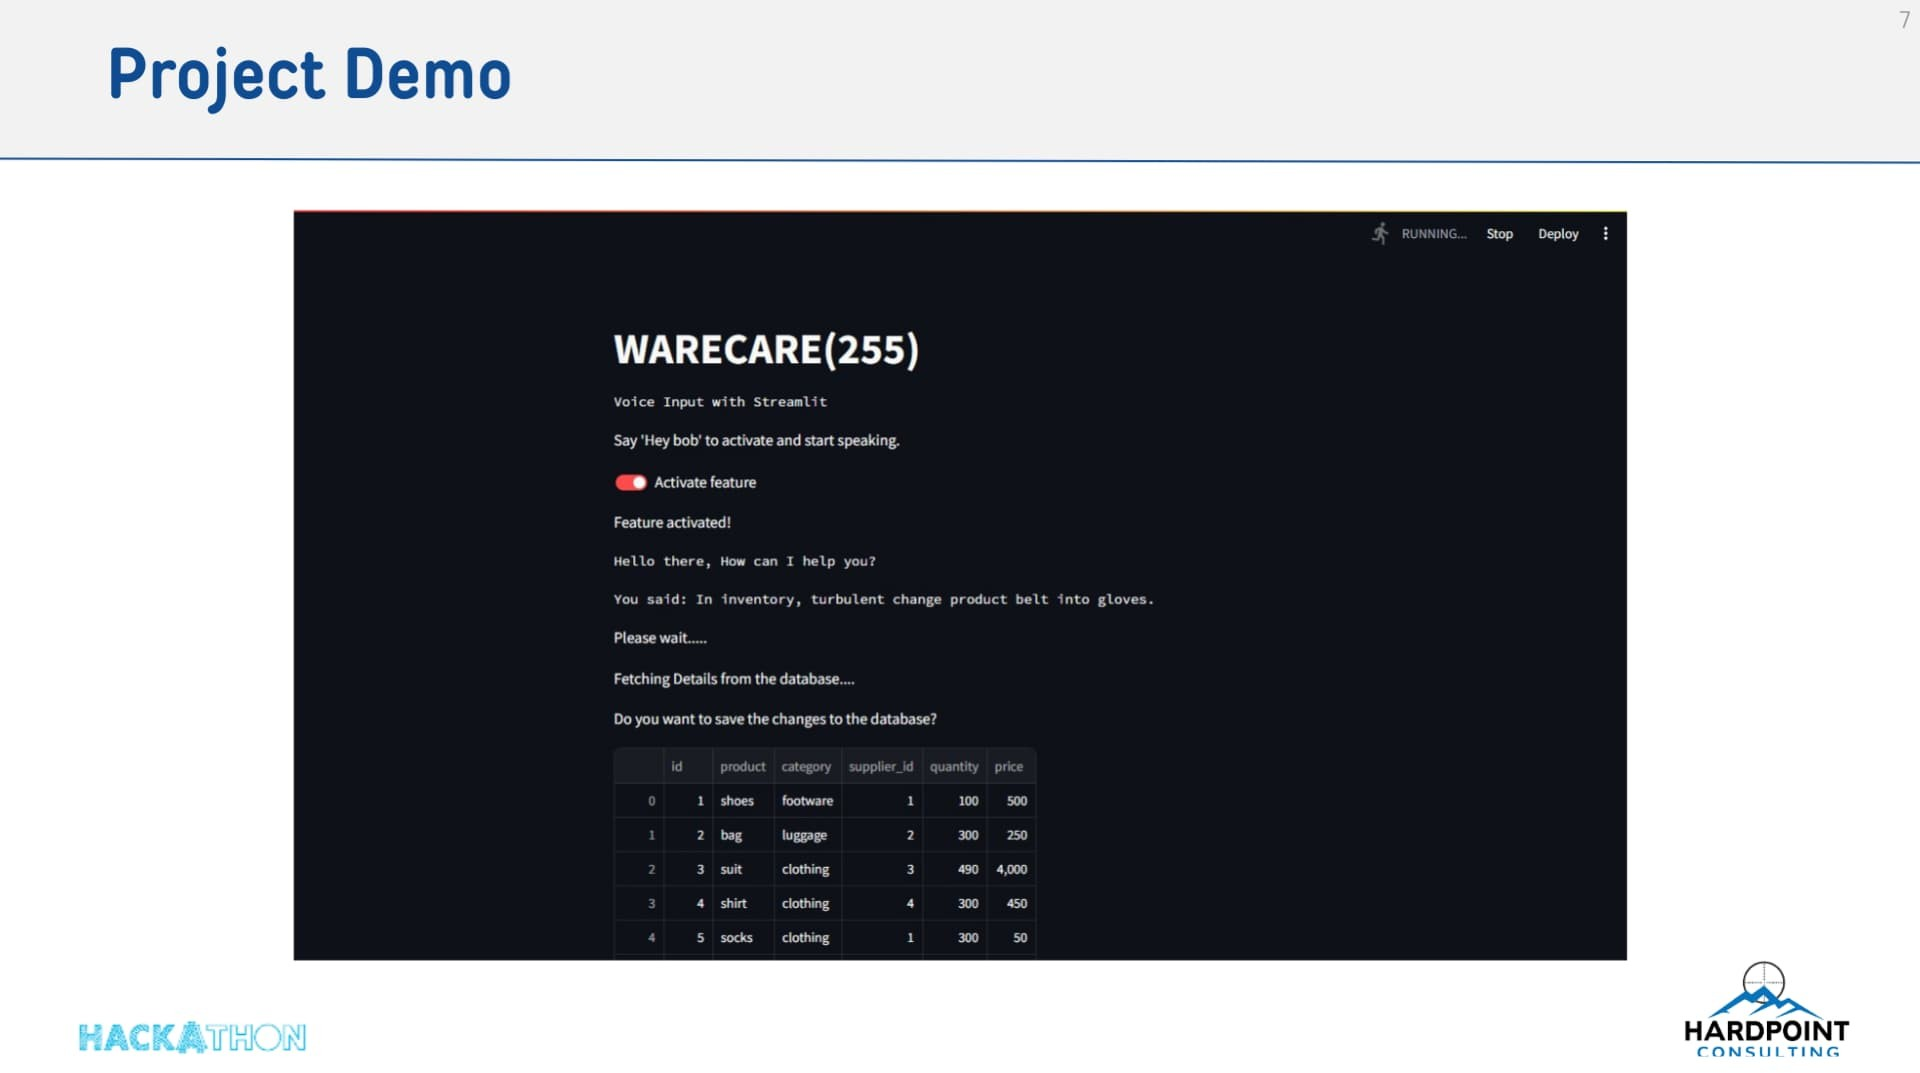 7
Project Demo
RUNNING... Stop Deploy
WARECARE(255)
Voice Input with Streamlit
Say 'Hey bob' to activate and start speaking.
Activate feature
Feature activated!
Hello there, How can I help you?
You said: In inventory, turbulent change product belt into gloves.
Please wait.....
Fetching Details from the database....
Do you want to save the changes to the database?
id product category supplier_id quantity price
0 1 shoes footware 1 100 500
1 2 bag luggage 2 300 250
2 3 suit clothing 3 490 4,000
3 4 shirt clothing 4 300 450
4 5 socks clothing 1 300 50
HACKATHON
HARDPOINT
CONSULTING